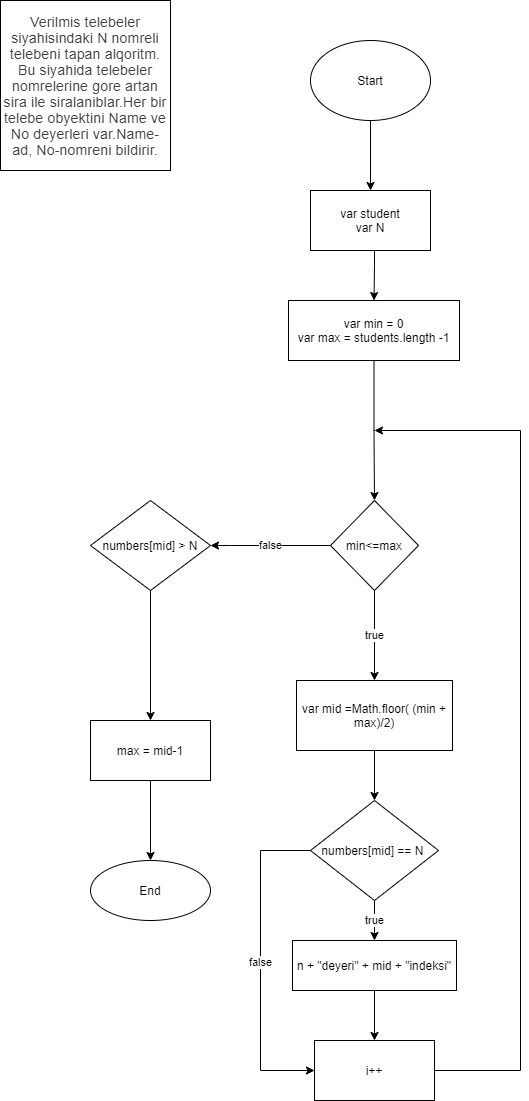 Verilmis telebeler
siyahisindaki N nomreli
telebeni tapan alqoritm.
Bu siyahida telebeler
nomrelerine gore artan
sira ile siralaniblar.Her bir
telebe obyektini Name ve
No deyerleri var.Name-
ad, No-nomreni bildirir.
Start
var student
var N
var min = 0
var max = students.length -1
numbers[mid] > N
false
min<=max
true
var mid =Math.floor( (min +
max)/2)
max = mid-1
numbers[mid] == N
End
true
false
n + "deyeri" + mid + "indeksi"
i++